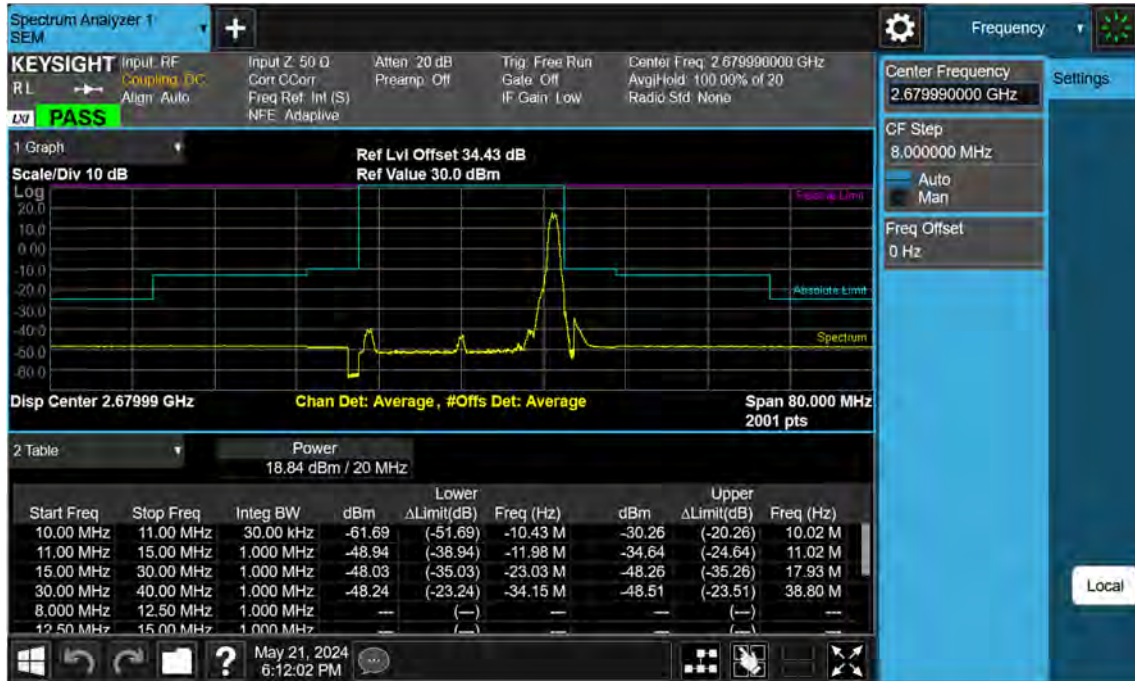 Spectrum Analyzer 1
SEM
+
Frequency
KEYSIGHT
RL
LXI
PASS
Input: RF
Coupling: DC
Align: Auto
Input Z: 50 Ω
Corr CCorr
Freq Ref: Int (S)
NFE: Adaptive
Atten: 20 dB
Preamp: Off
Trig: Free Run
Gate: Off
IF Gain: Low
Center Freq: 2.679990000 GHz
Avg|Hold: 100.00% of 20
Radio Std: None
Center Frequency
2.679990000 GHz
Settings
CF Step
8.000000 MHz
Auto
Man
Freq Offset
0 Hz
1 Graph
Scale/Div 10 dB
Ref Lvl Offset 34.43 dB
Ref Value 30.0 dBm
Log
20.0
10.0
0.00
-10.0
-20.0
-30.0
-40.0
-50.0
-60.0
Absolute Limit
Spectrum
Disp Center 2.67999 GHz
Chan Det: Average, #Offs Det: Average
Span 80.000 MHz
2001 pts
2 Table
Power
18.84 dBm / 20 MHz
Lower Upper
Start Freq Stop Freq Integ BW dBm ΔLimit(dB) Freq (Hz) dBm ΔLimit(dB) Freq (Hz)
10.00 MHz 11.00 MHz 30.00 kHz -61.69 (-51.69) -10.43 M -30.26 (-20.26) 10.02 M
11.00 MHz 15.00 MHz 1.000 MHz -48.94 (-38.94) -11.98 M -34.64 (-24.64) 11.02 M
15.00 MHz 30.00 MHz 1.000 MHz -48.03 (-35.03) -23.03 M -48.26 (-35.26) 17.93 M
30.00 MHz 40.00 MHz 1.000 MHz -48.24 (-23.24) -34.15 M -48.51 (-23.51) 38.80 M
8.000 MHz 12.50 MHz 1.000 MHz --- (---) --- --- (---) ---
12.50 MHz 15.00 MHz 1.000 MHz --- (---) --- --- (---) ---
Local
?
May 21, 2024
6:12:02 PM